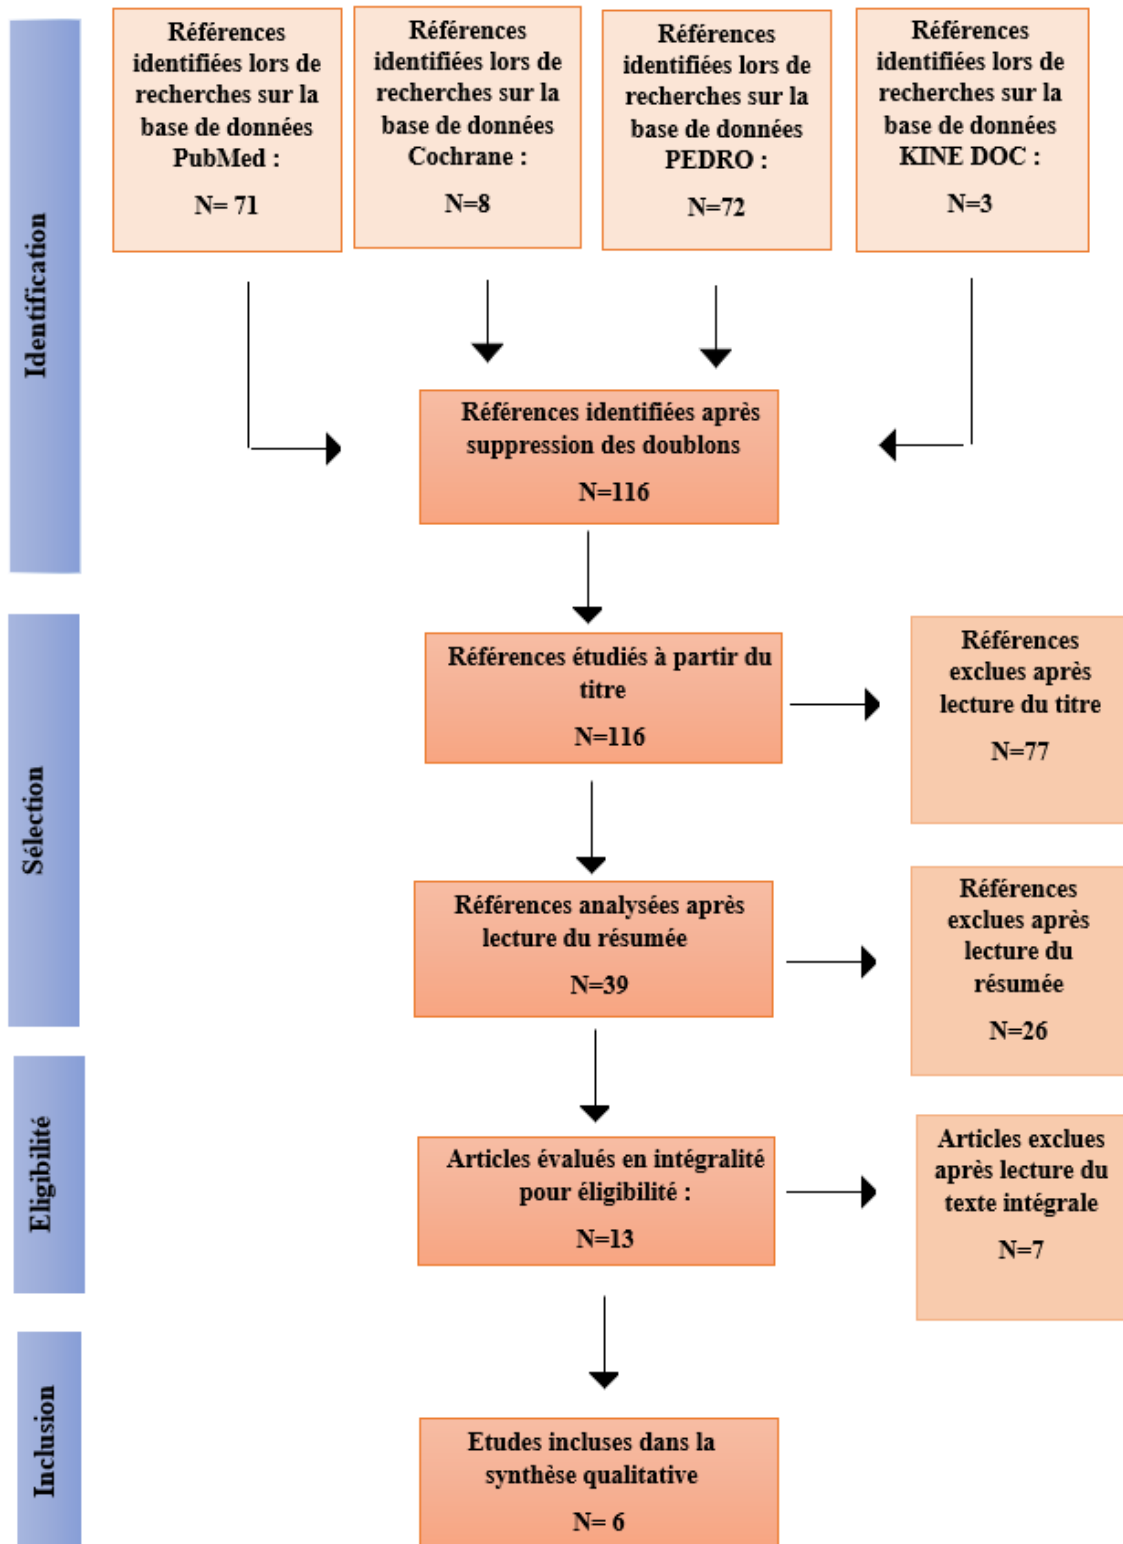 Identification
Références
identifiées lors de
recherches sur la
base de données
PubMed :
N= 71
Références
identifiées lors de
recherches sur la
base de données
Cochrane :
N=8
Références
identifiées lors de
recherches sur la
base de données
PEDRO :
N=72
Références
identifiées lors de
recherches sur la
base de données
KINE DOC :
N=3
Références identifiées après
suppression des doublons
N=116
Sélection
Références étudiés à partir du
titre
N=116
Références
exclues après
lecture du titre
N=77
Références analysées après
lecture du résumée
N=39
Références
exclues après
lecture du
résumée
N=26
Eligibilité
Articles évalués en intégralité
pour éligibilité :
N=13
Articles exclues
après lecture du
texte intégrale
N=7
Inclusion
Etudes incluses dans la
synthèse qualitative
N= 6